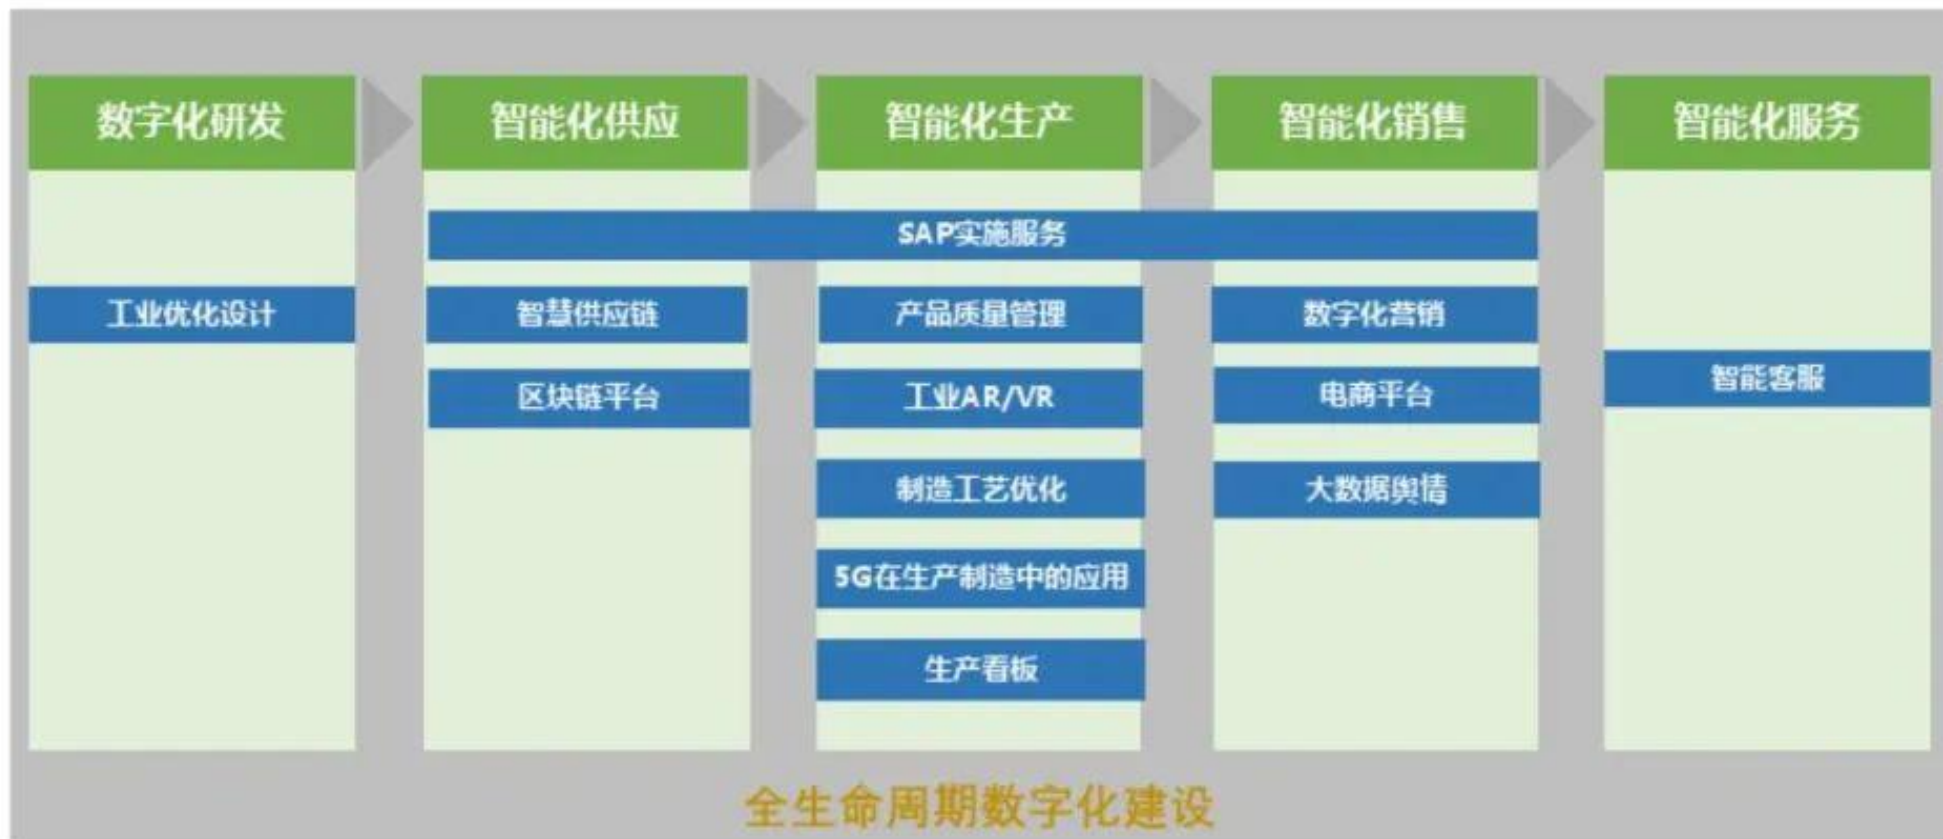 数字化研发
智能化供应
智能化生产
智能化销售
智能化服务
SAP实施服务
工业优化设计
智慧供应链
产品质量管理
数字化营销
区块链平台
工业AR/VR
电商平台
智能客服
制造工艺优化
大数据舆情
5G在生产制造中的应用
生产看板
全生命周期数字化建设